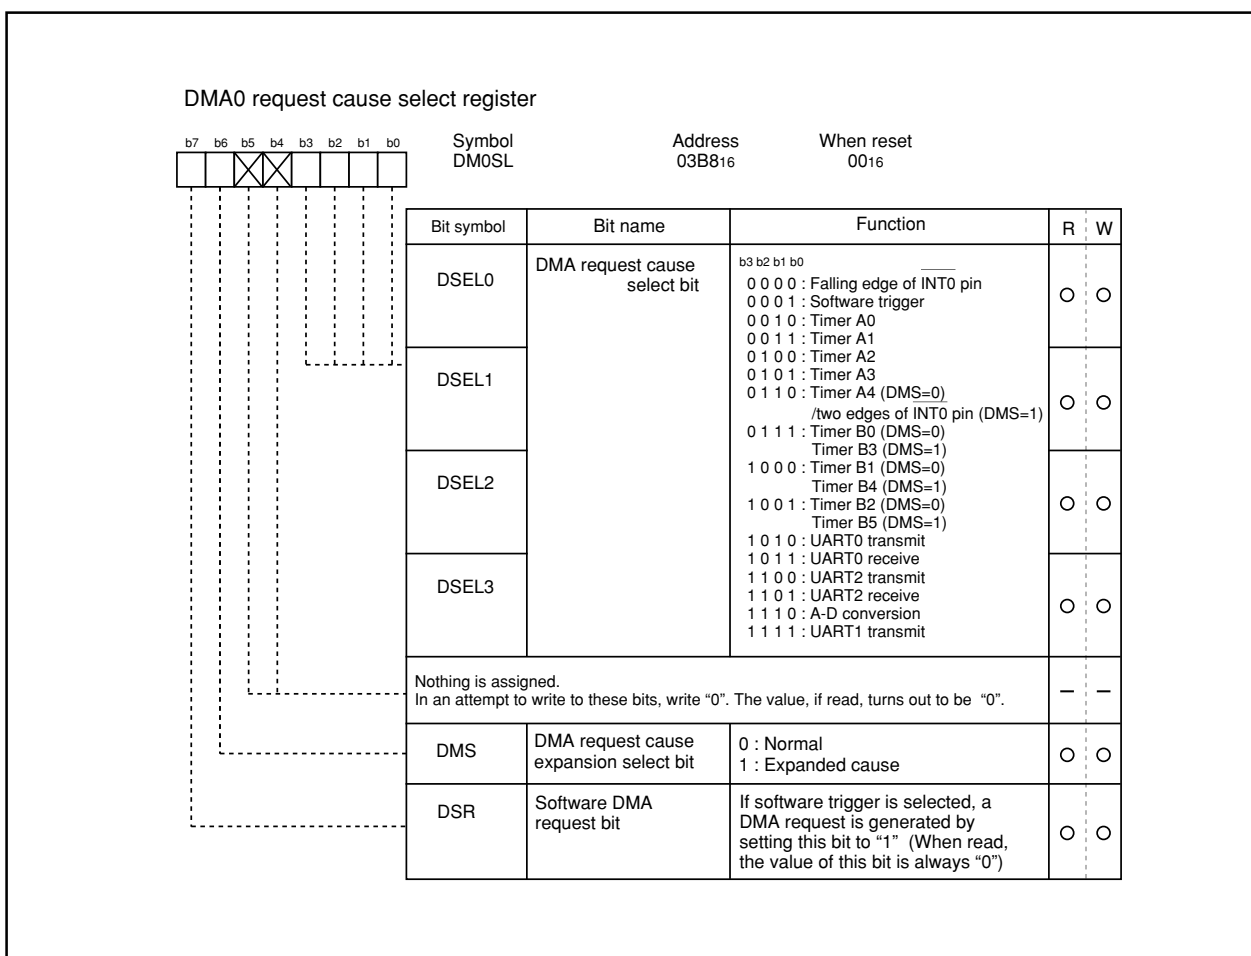 DMA0 request cause select register
b7 b6 b5 b4 b3 b2 b1 b0
Symbol Address When reset
DM0SL 03B816 0016
Bit symbol Bit name Function R W
DSEL0
DSEL1
DSEL2
DSEL3
DMA request cause
select bit
b3 b2 b1 b0
0 0 0 0 : Falling edge of INT0 pin
0 0 0 1 : Software trigger
0 0 1 0 : Timer A0
0 0 1 1 : Timer A1
0 1 0 0 : Timer A2
0 1 0 1 : Timer A3
0 1 1 0 : Timer A4 (DMS=0)
/two edges of INT0 pin (DMS=1)
0 1 1 1 : Timer B0 (DMS=0)
Timer B3 (DMS=1)
1 0 0 0 : Timer B1 (DMS=0)
Timer B4 (DMS=1)
1 0 0 1 : Timer B2 (DMS=0)
Timer B5 (DMS=1)
1 0 1 0 : UART0 transmit
1 0 1 1 : UART0 receive
1 1 0 0 : UART2 transmit
1 1 0 1 : UART2 receive
1 1 1 0 : A-D conversion
1 1 1 1 : UART1 transmit
Nothing is assigned.
In an attempt to write to these bits, write “0”. The value, if read, turns out to be “0”.
DMS
DMA request cause
expansion select bit
0 : Normal
1 : Expanded cause
DSR
Software DMA
request bit
If software trigger is selected, a
DMA request is generated by
setting this bit to “1” (When read,
the value of this bit is always “0”)